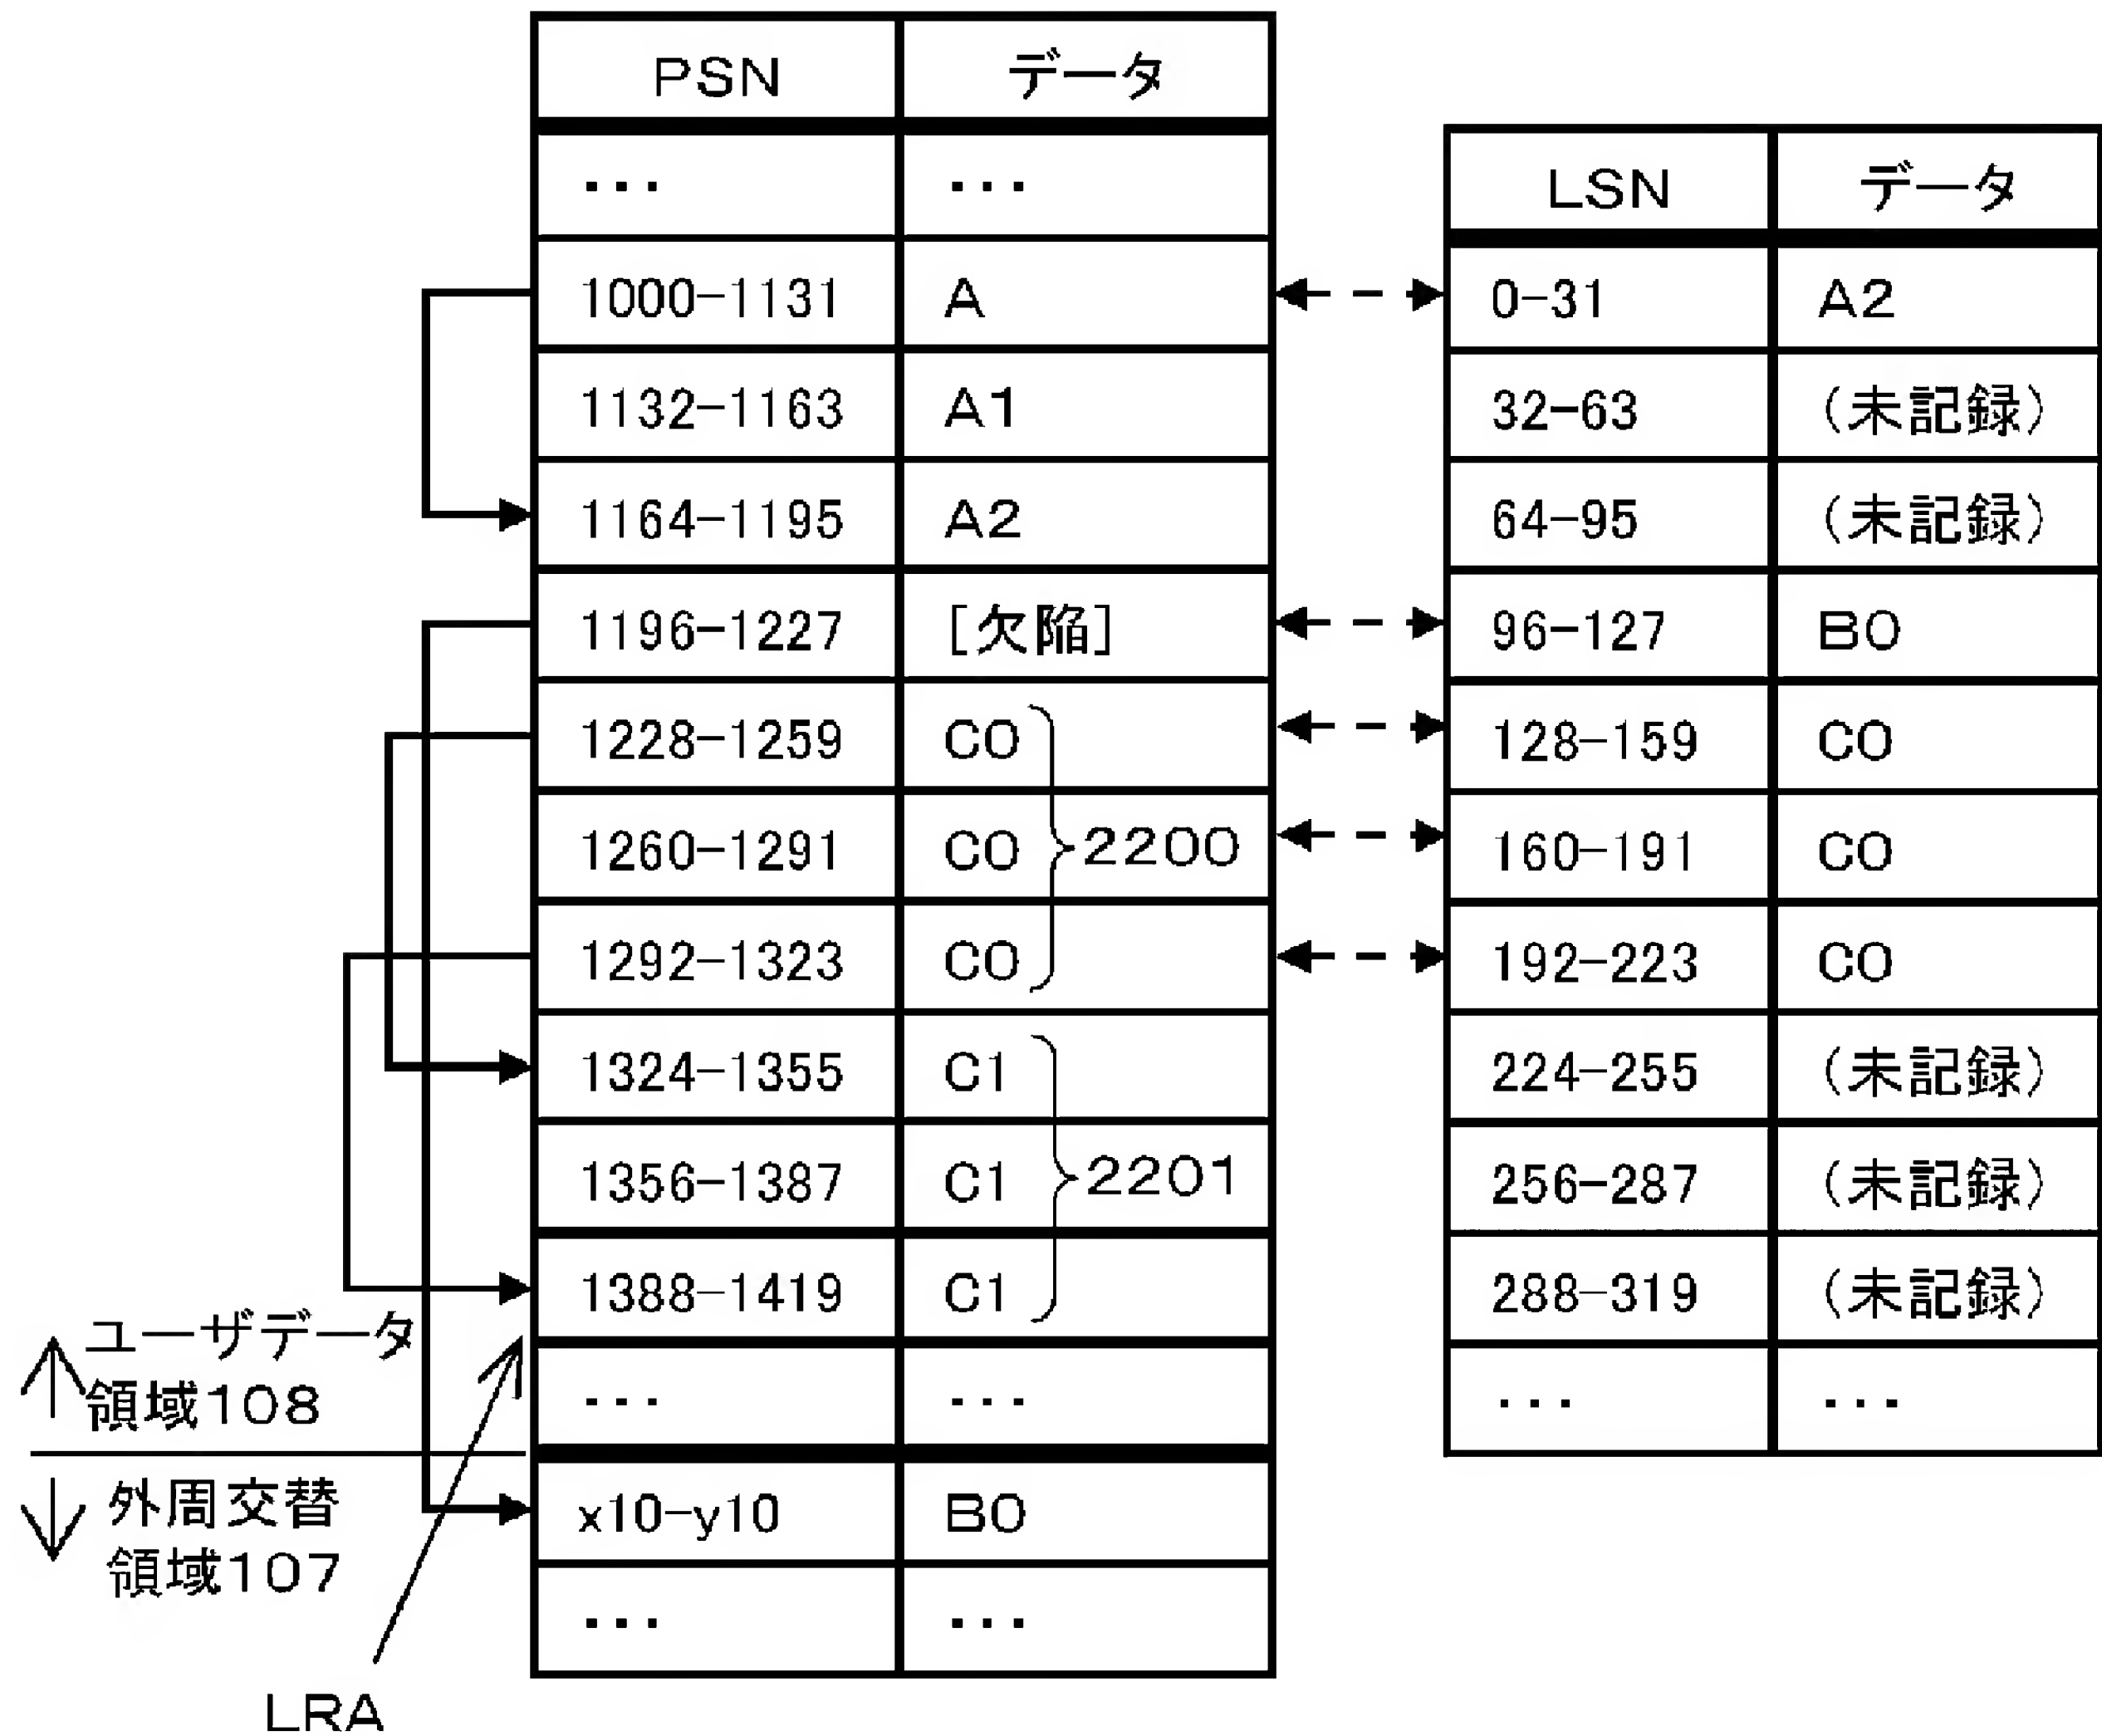 PSN データ
... ...
1000-1131 A
1132-1163 A1
1164-1195 A2
1196-1227 [欠陥]
1228-1259 C0
1260-1291 C0 2200
1292-1323 C0
1324-1355 C1
1356-1387 C1 2201
1388-1419 C1
... ...
x10-y10 B0
... ...
LSN データ
0-31 A2
32-63 (未記録)
64-95 (未記録)
96-127 B0
128-159 C0
160-191 C0
192-223 C0
224-255 (未記録)
256-287 (未記録)
288-319 (未記録)
... ...
ユーザデータ
領域108
外周交替
領域107
LRA